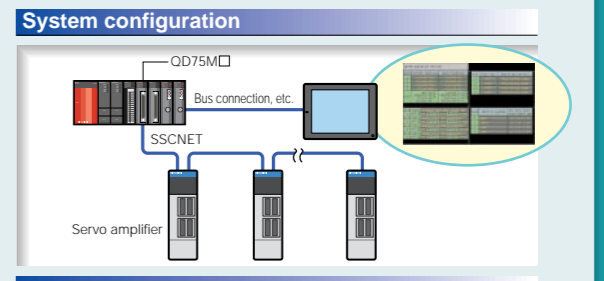 System configuration
QD75M□
Bus connection, etc.
SSCNET
Servo amplifier